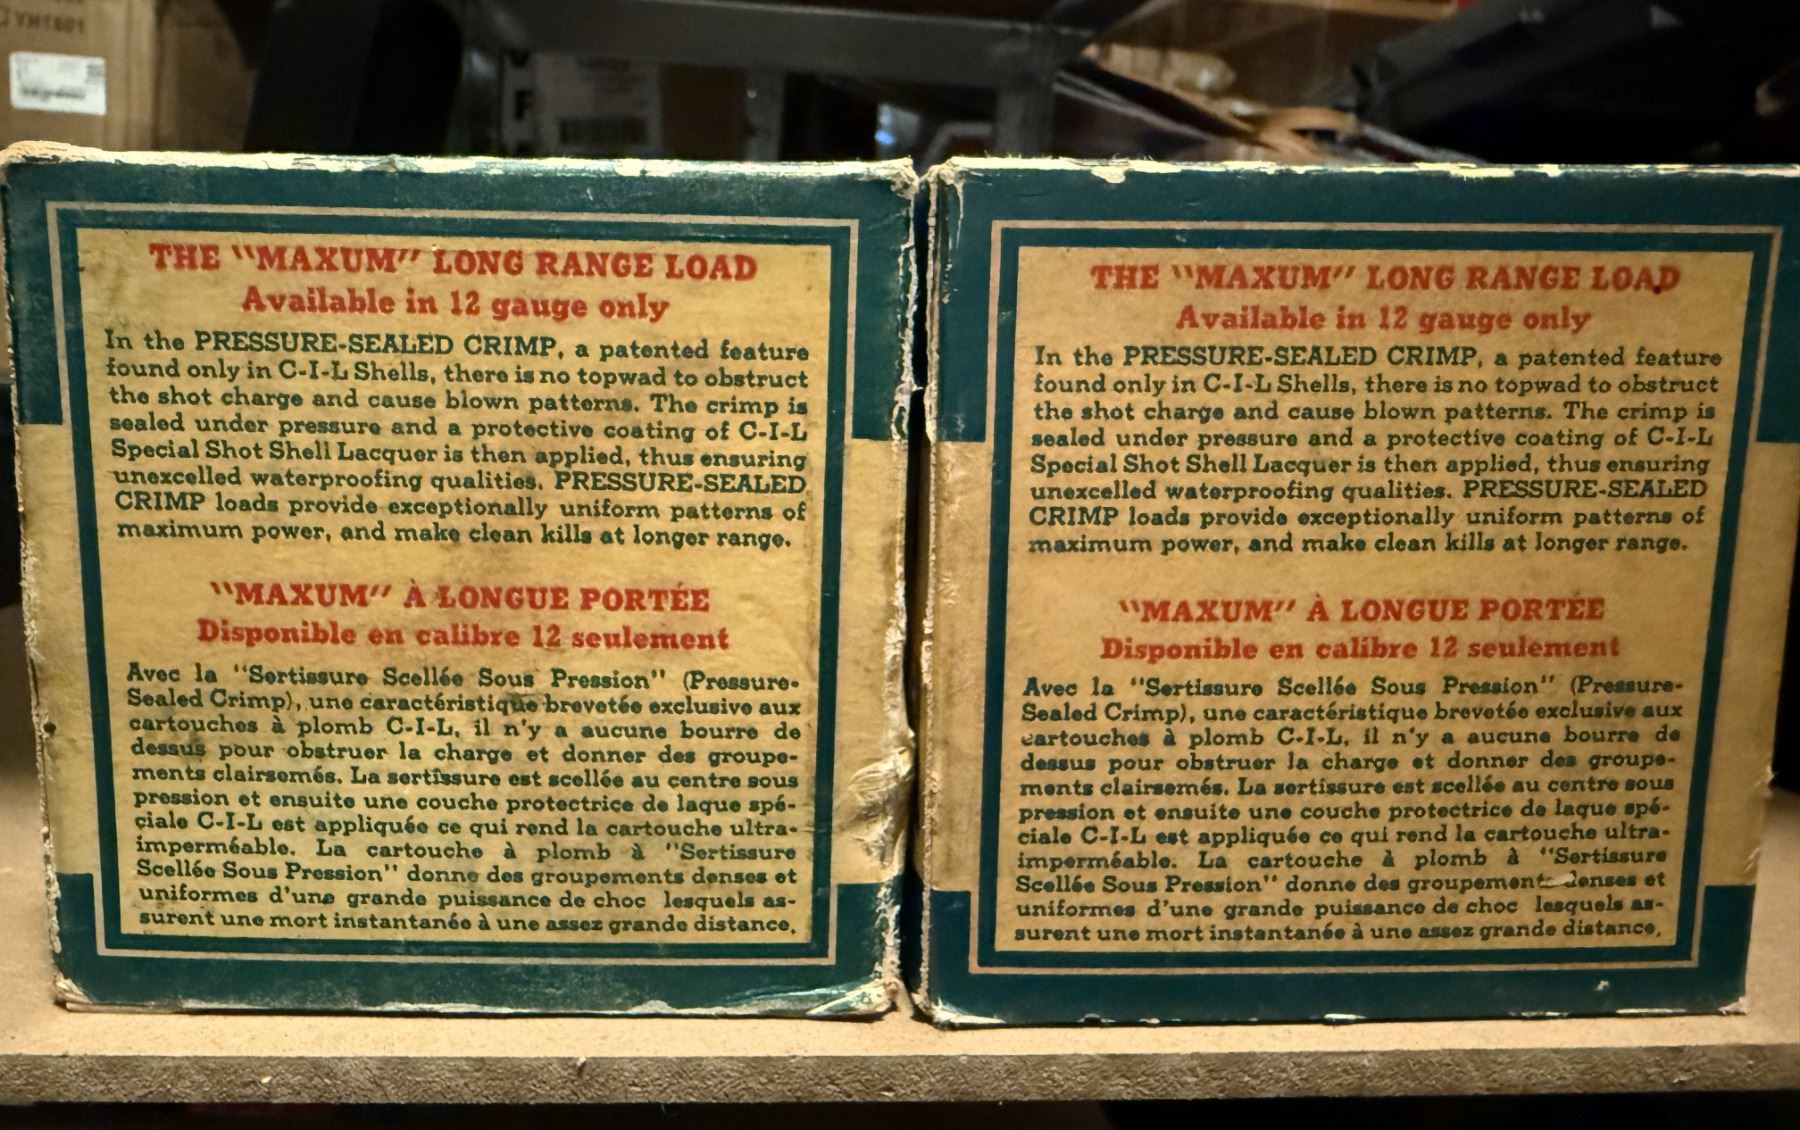 THE "MAXUM" LONG RANGE LOAD
Available in 12 gauge only
In the PRESSURE-SEALED CRIMP, a patented feature
found only in C-I-L Shells, there is no topwad to obstruct
the shot charge and cause blown patterns. The crimp is
sealed under pressure and a protective coating of C-I-L
Special Shot Shell Lacquer is then applied, thus ensuring
unexcelled waterproofing qualities. PRESSURE-SEALED
CRIMP loads provide exceptionally uniform patterns of
maximum power, and make clean kills at longer range.
"MAXUM" À LONGUE PORTÉE
Disponible en calibre 12 seulement
Avec la "Sertissure Scellée Sous Pression" (Pressure-
Sealed Crimp), une caractéristique brevetée exclusive aux
cartouches à plomb C-I-L, il n'y a aucune bourre de
dessus pour obstruer la charge et donner des groupe-
ments clairsemés. La sertissure est scellée au centre sous
pression et ensuite une couche protectrice de laque spé-
ciale C-I-L est appliquée ce qui rend la cartouche ultra-
imperméable. La cartouche à plomb à "Sertissure
Scellée Sous Pression" donne des groupements denses et
uniformes d'une grande puissance de choc lesquels as-
surent une mort instantanée à une assez grande distance.
THE "MAXUM" LONG RANGE LOAD
Available in 12 gauge only
In the PRESSURE-SEALED CRIMP, a patented feature
found only in C-I-L Shells, there is no topwad to obstruct
the shot charge and cause blown patterns. The crimp is
sealed under pressure and a protective coating of C-I-L
Special Shot Shell Lacquer is then applied, thus ensuring
unexcelled waterproofing qualities. PRESSURE-SEALED
CRIMP loads provide exceptionally uniform patterns of
maximum power, and make clean kills at longer range.
"MAXUM" À LONGUE PORTÉE
Disponible en calibre 12 seulement
Avec la "Sertissure Scellée Sous Pression" (Pressure-
Sealed Crimp), une caractéristique brevetée exclusive aux
cartouches à plomb C-I-L, il n'y a aucune bourre de
dessus pour obstruer la charge et donner des groupe-
ments clairsemés. La sertissure est scellée au centre sous
pression et ensuite une couche protectrice de laque spé-
ciale C-I-L est appliquée ce qui rend la cartouche ultra-
imperméable. La cartouche à plomb à "Sertissure
Scellée Sous Pression" donne des groupements denses et
uniformes d'une grande puissance de choc lesquels as-
surent une mort instantanée à une assez grande distance.